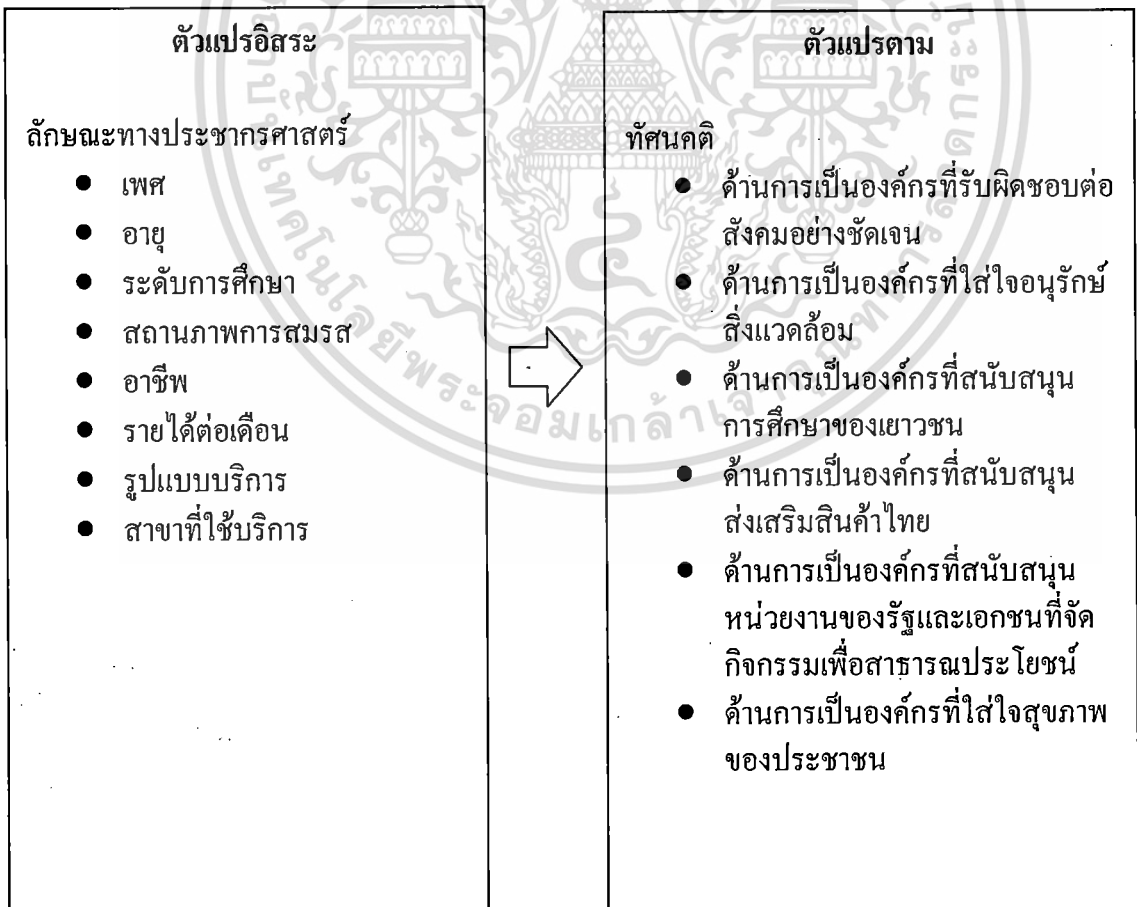 ตัวแปรอิสระ
ลักษณะทางประชากรศาสตร์
● เพศ
● อายุ
● ระดับการศึกษา
● สถานภาพการสมรส
● อาชีพ
● รายได้ต่อเดือน
● รูปแบบบริการ
● สาขาที่ใช้บริการ
ตัวแปรตาม
ทัศนคติ
● ด้านการเป็นองค์กรที่รับผิดชอบต่อ
สังคมอย่างชัดเจน
● ด้านการเป็นองค์กรที่ใส่ใจอนุรักษ์
สิ่งแวดล้อม
● ด้านการเป็นองค์กรที่สนับสนุน
การศึกษาของเยาวชน
● ด้านการเป็นองค์กรที่สนับสนุน
ส่งเสริมสินค้าไทย
● ด้านการเป็นองค์กรที่สนับสนุน
หน่วยงานของรัฐและเอกชนที่จัด
กิจกรรมเพื่อสาธารณประโยชน์
● ด้านการเป็นองค์กรที่ใส่ใจสุขภาพ
ของประชาชน